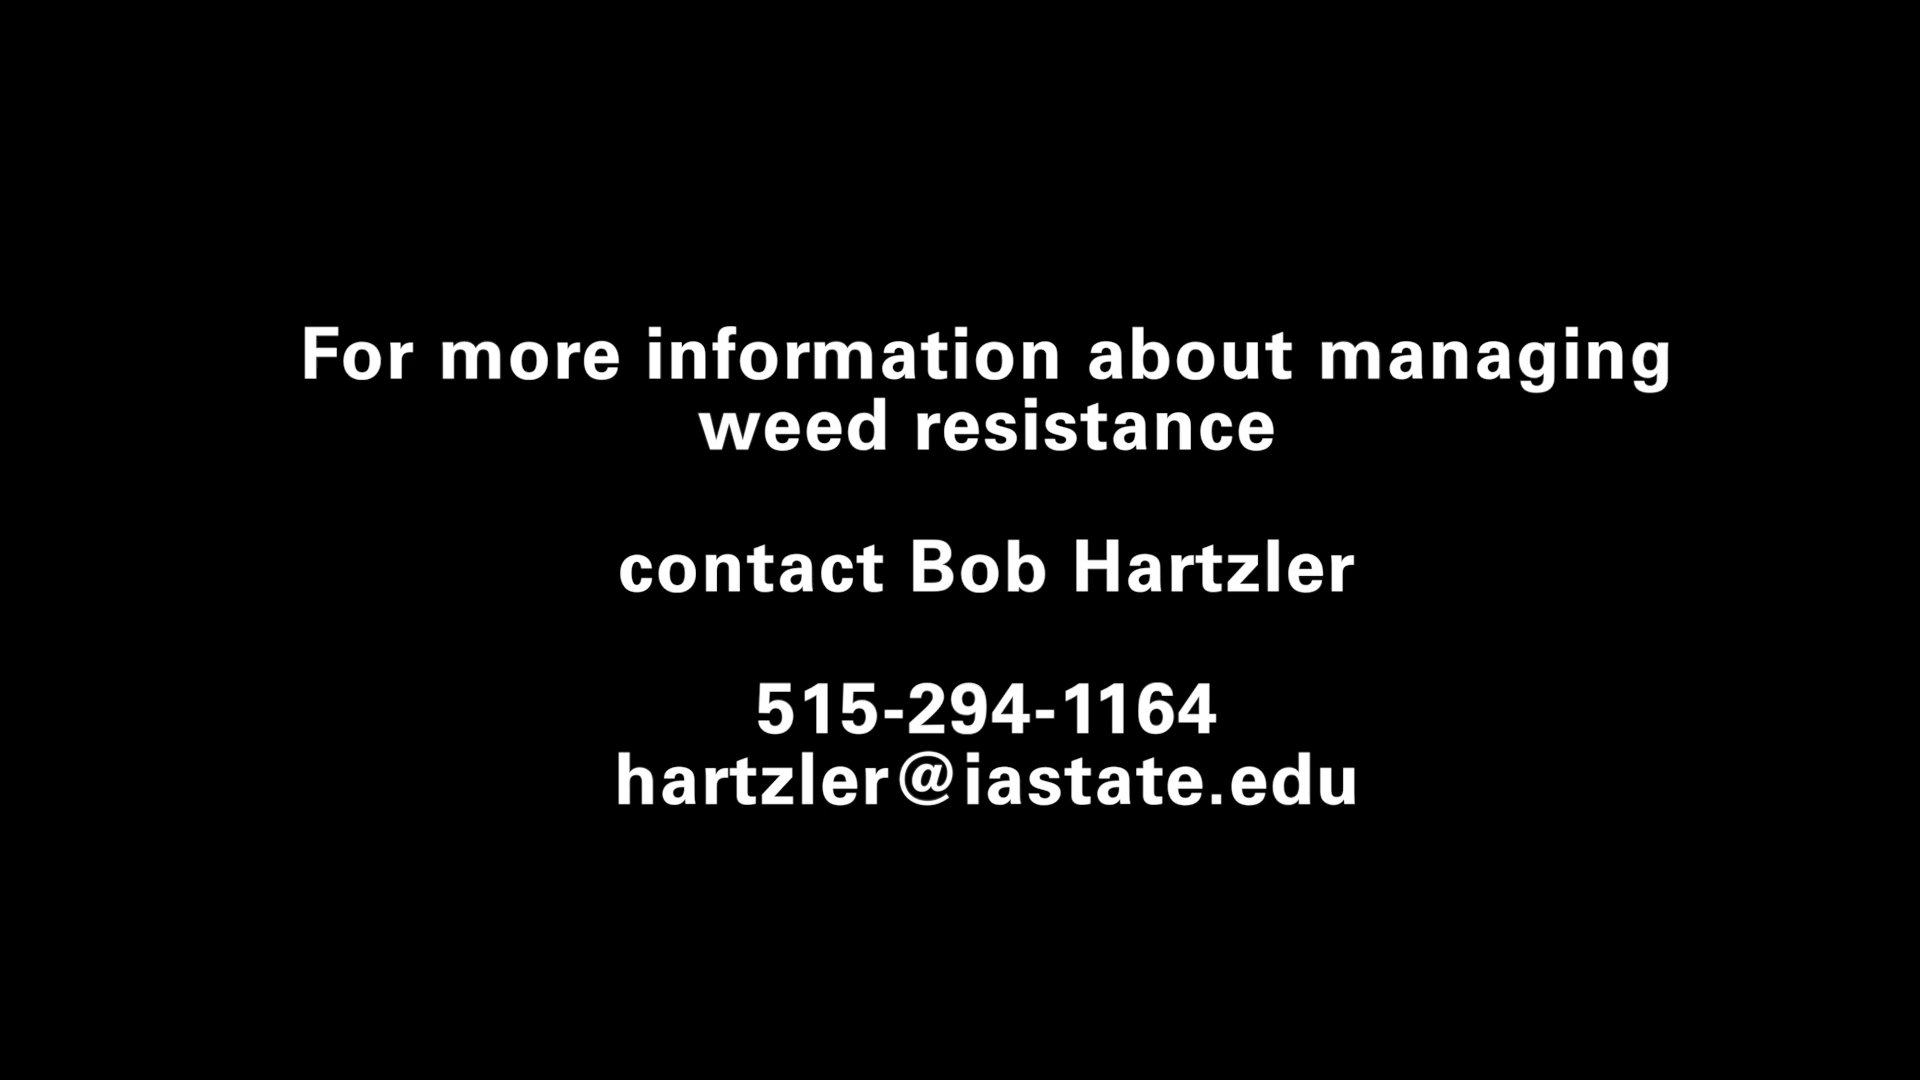 For more information about managing
weed resistance
contact Bob Hartzler
515-294-1164
hartzler@iastate.edu